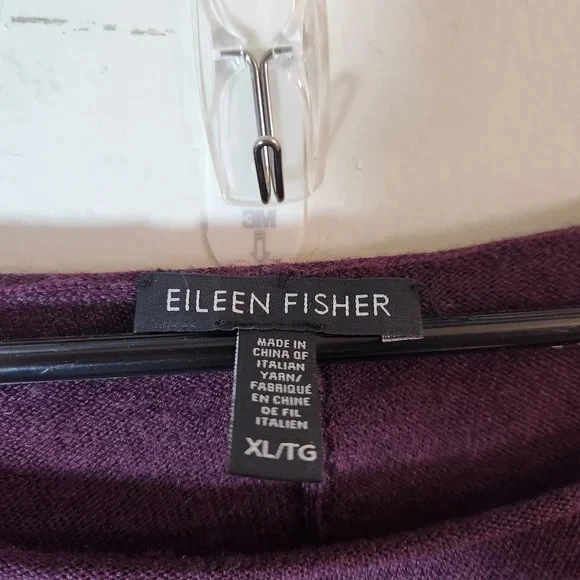 3M
EILEEN FISHER
MADE IN
CHINA OF
ITALIAN
YARN/
FABRIQUÉ
EN CHINE
DE FIL
ITALIEN
XL/TG